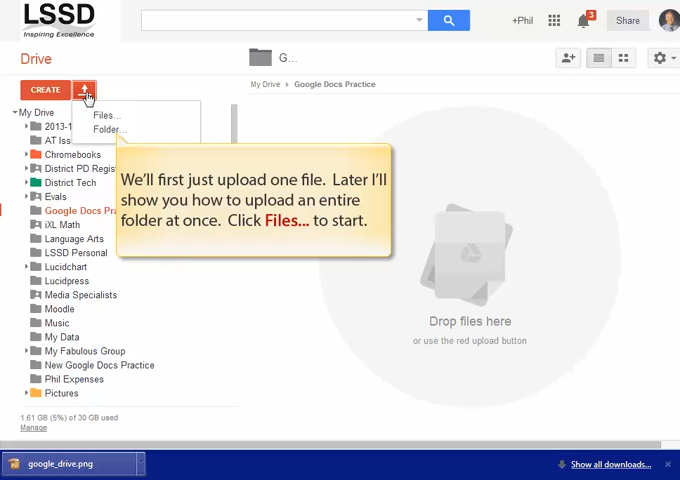 LSSD
Inspiring Excellence
+Phil
3
Share
Drive
G...
CREATE
My Drive
Google Docs Practice
Files...
Folder...
My Drive
2013-1
AT Iss
Chromebooks
District PD Regist
District Tech
Evals
Google Docs Pra
iXL Math
Language Arts
LSSD Personal
Lucidchart
Lucidpress
Media Specialists
Moodle
Music
My Data
My Fabulous Group
New Google Docs Practice
Phil Expenses
Pictures
We'll first just upload one file. Later I'll
show you how to upload an entire
folder at once. Click Files... to start.
Drop files here
or use the red upload button
1.61 GB (5%) of 30 GB used
Manage
google_drive.png
Show all downloads...